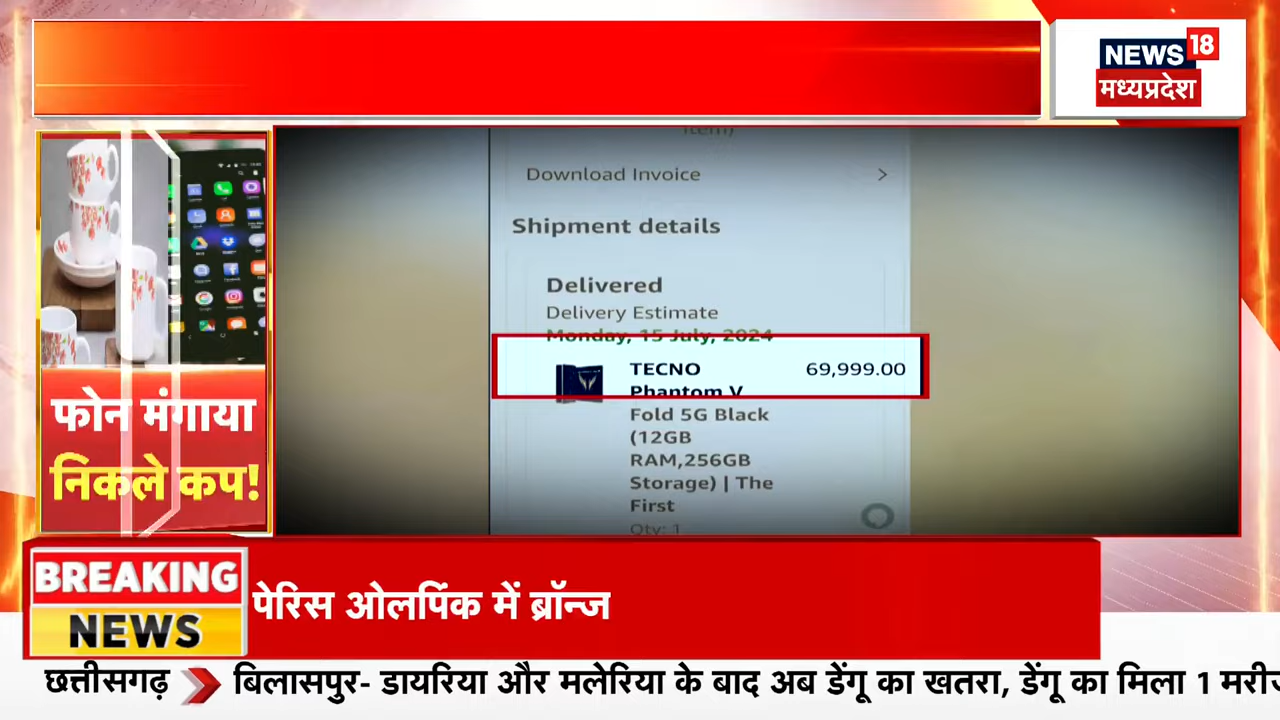 NEWS 18
मध्यप्रदेश
Download Invoice
Shipment details
Delivered
Delivery Estimate
Monday, 15 July, 2024
TECNO 69,999.00
Phantom V
Fold 5G Black
(12GB
RAM,256GB
Storage) | The
First
Qty: 1
फोन मंगाया
निकले कप!
BREAKING
NEWS
पेरिस ओलंपिक में ब्रॉन्ज
छत्तीसगढ़
बिलासपुर- डायरिया और मलेरिया के बाद अब डेंगू का खतरा, डेंगू का मिला 1